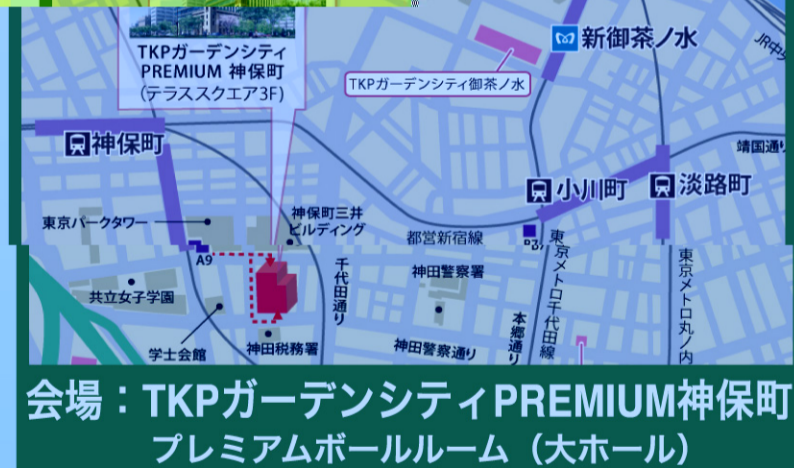 TKPガーデンシティ
PREMIUM 神保町
(テラススクエア3F)
新御茶ノ水
TKPガーデンシティ御茶ノ水
JR中央
神保町
靖国通り
小川町
淡路町
東京パークタワー
神保町三井
ビルディング
都営新宿線
A9
共立女子学園
千代田通り
神田警察署
本郷通り
東京メトロ千代田線
東京メトロ丸ノ内
学士会館
神田税務署
神田警察通り
会場：TKPガーデンシティPREMIUM神保町
プレミアムボールルーム（大ホール）